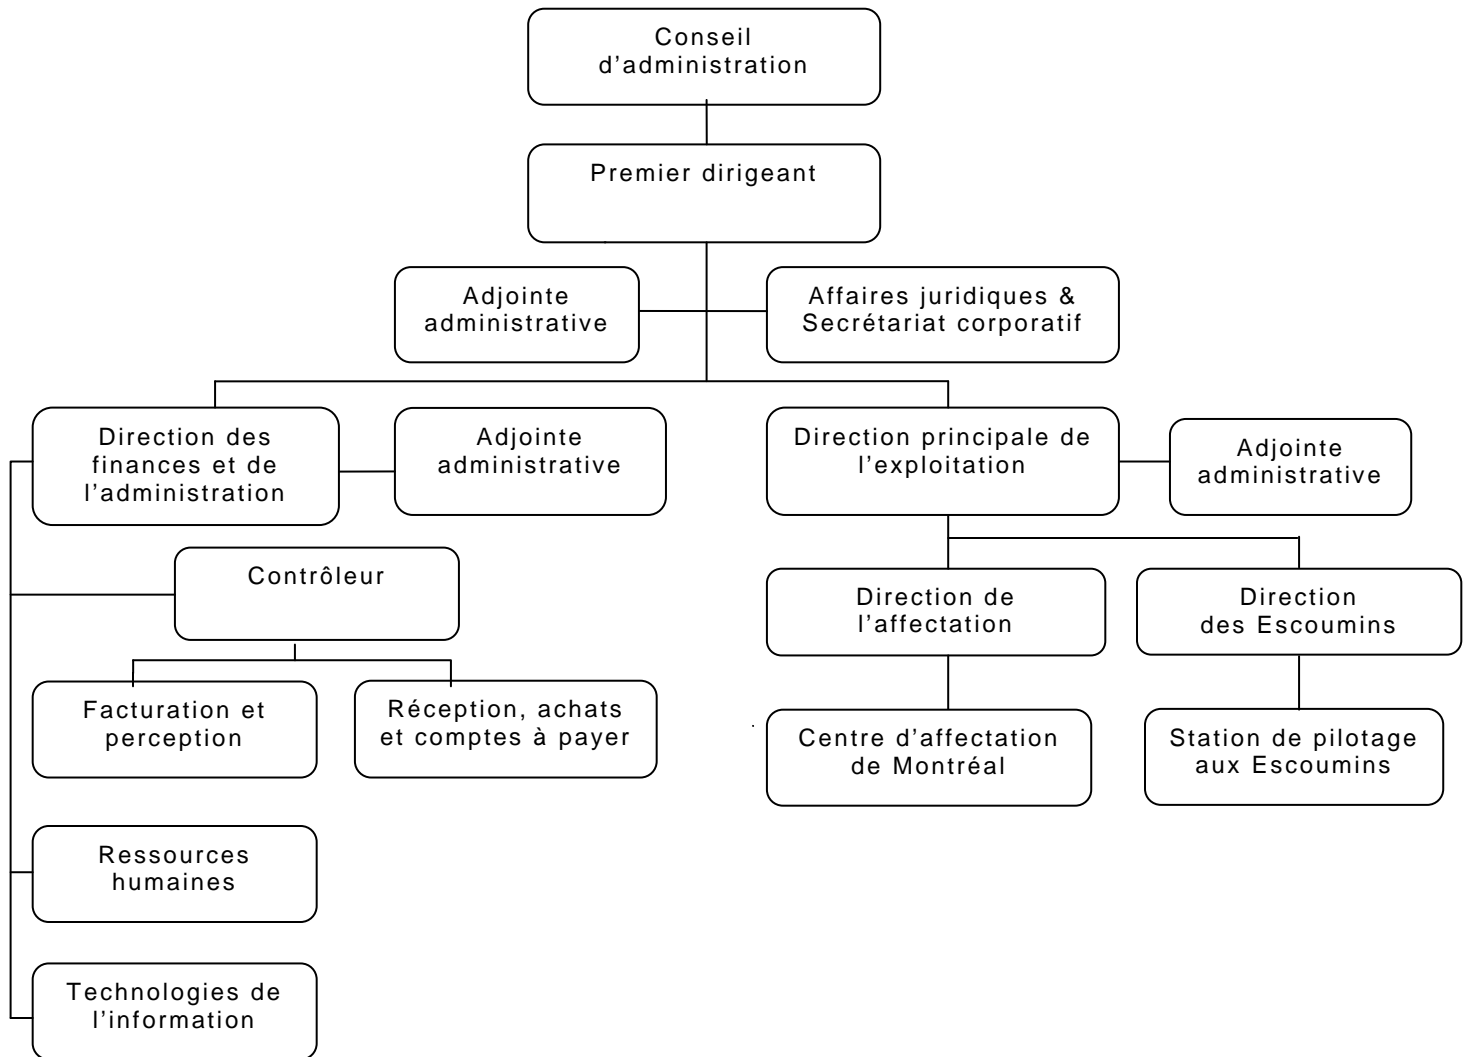 Conseil
d’administration
Premier dirigeant
Adjointe
administrative
Affaires juridiques &
Secrétariat corporatif
Direction des
finances et de
l’administration
Adjointe
administrative
Direction principale de
l’exploitation
Adjointe
administrative
Contrôleur
Direction de
l’affectation
Direction
des Escoumins
Facturation et
perception
Réception, achats
et comptes à payer
Centre d’affectation
de Montréal
Station de pilotage
aux Escoumins
Ressources
humaines
Technologies de
l’information